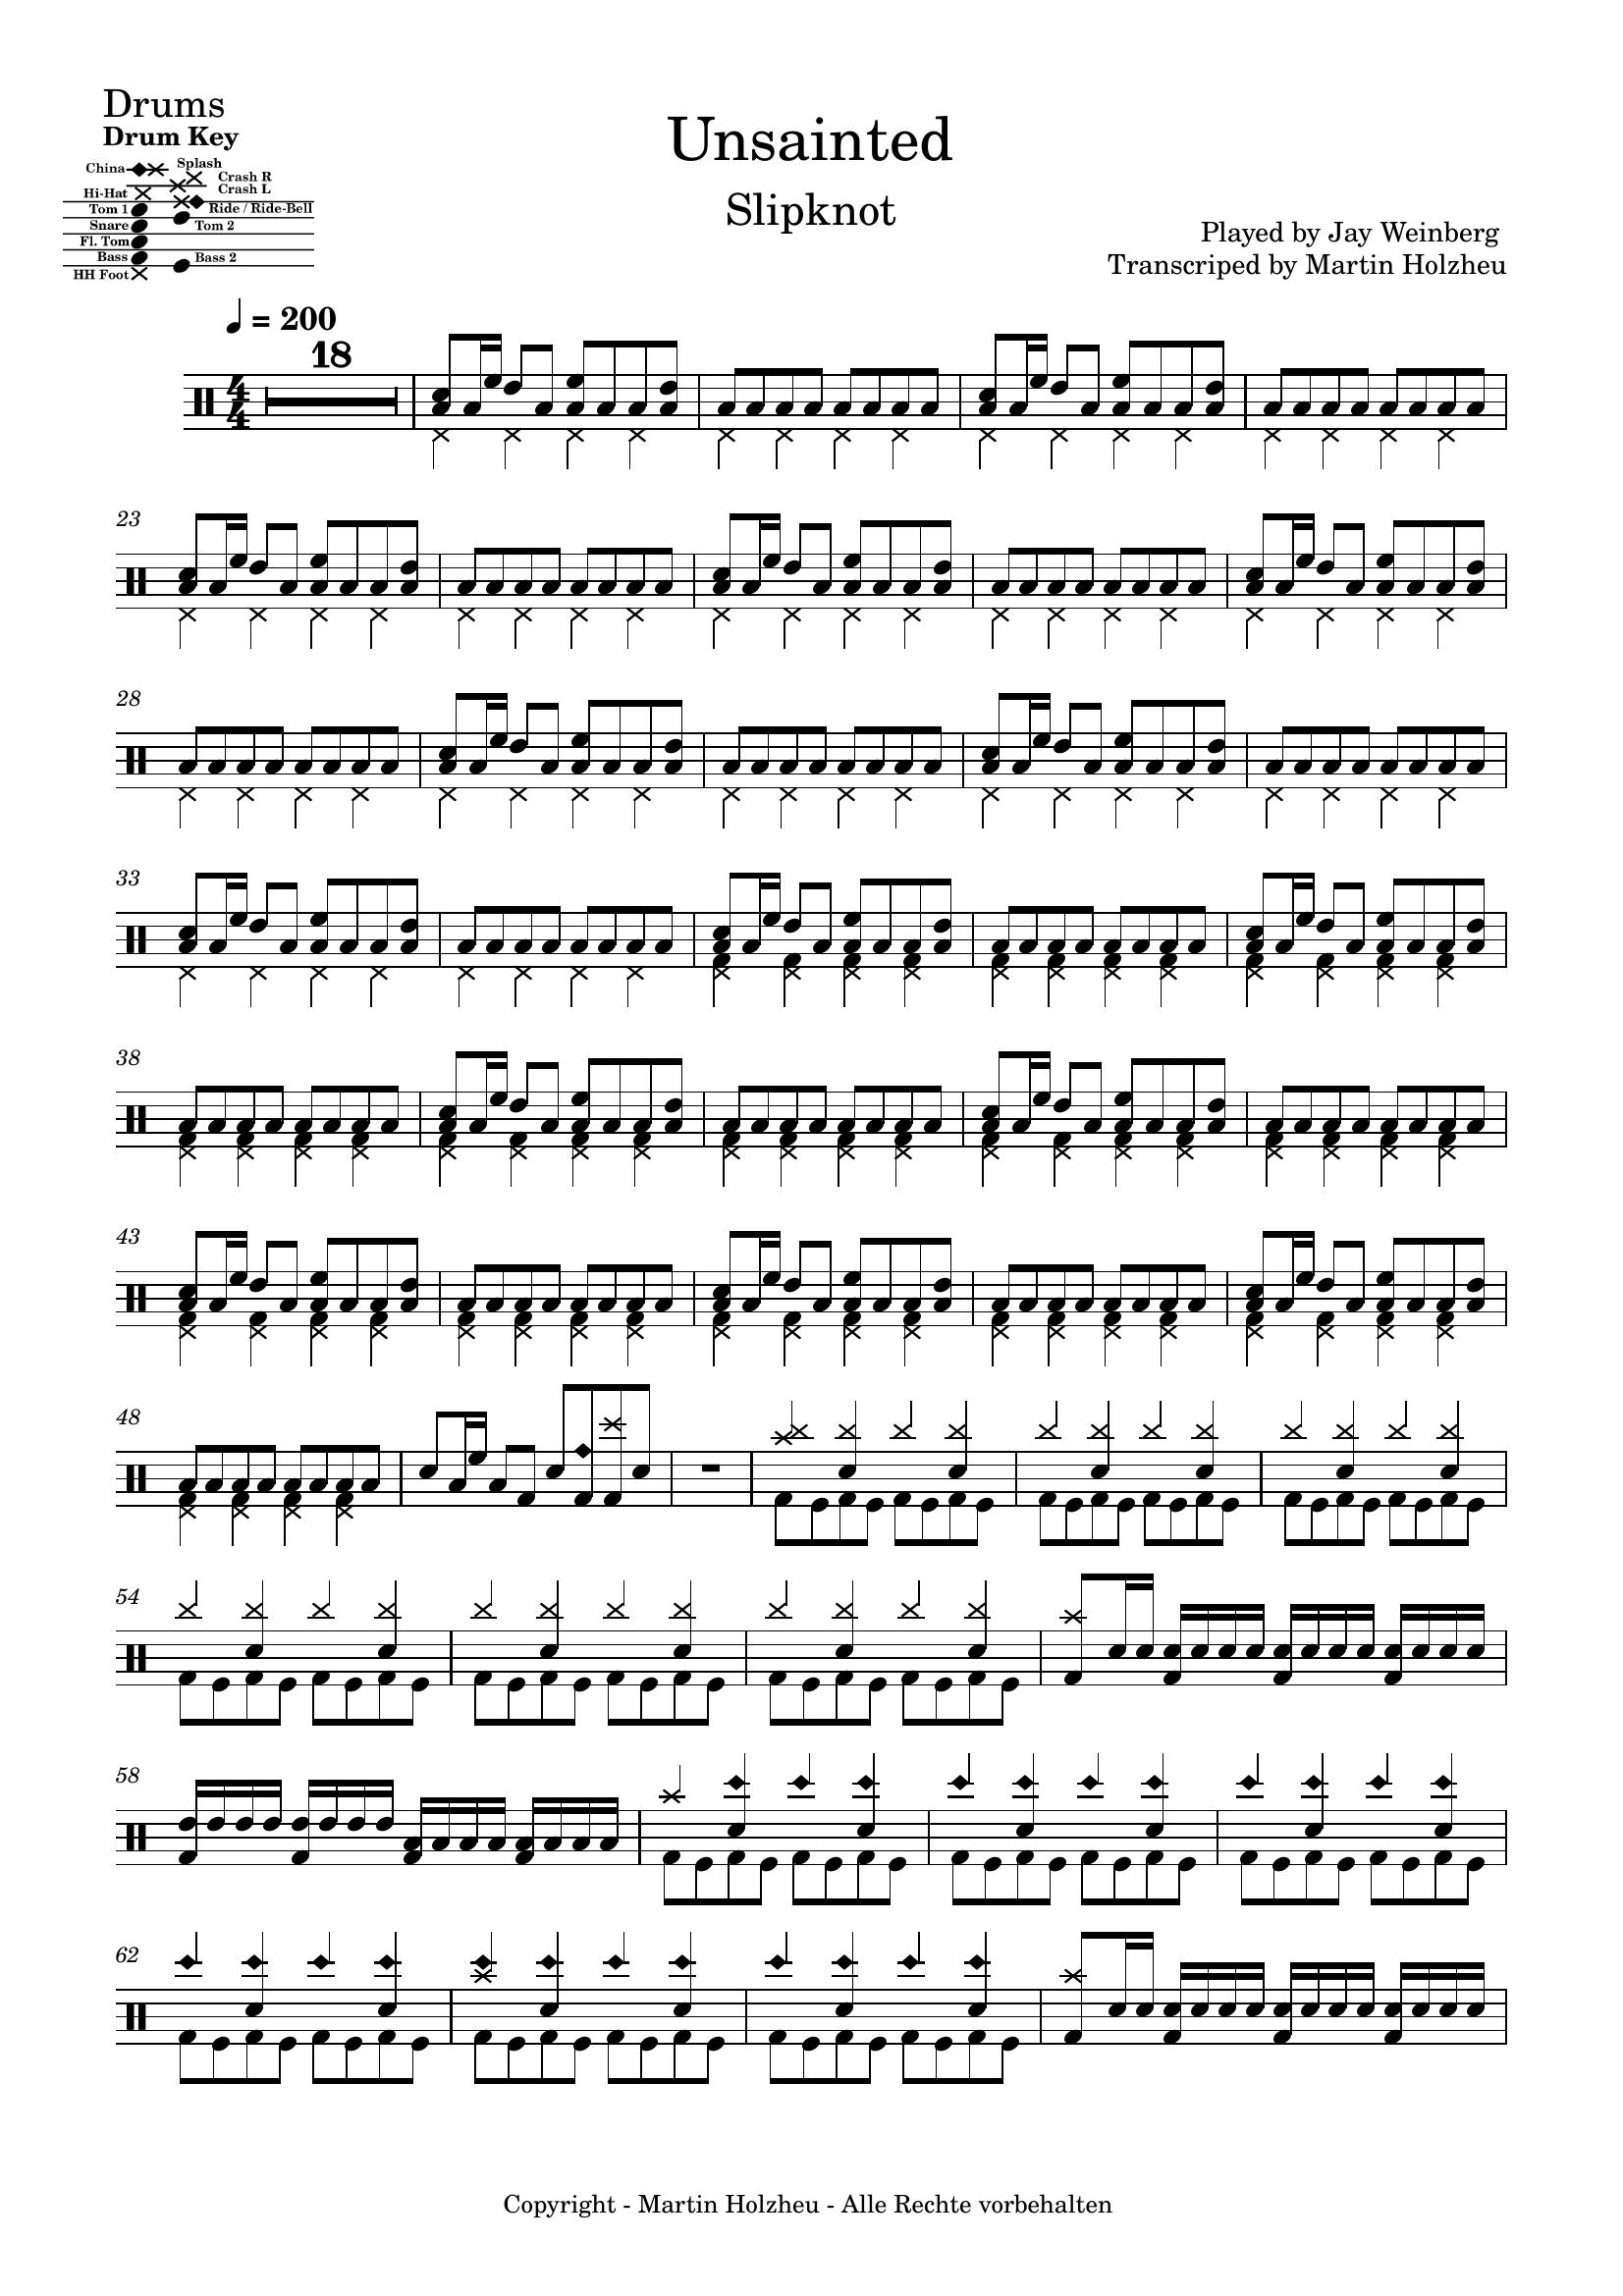 Drums
Drum Key
China
Splash
Crash R
Crash L
Hi-Hat
Tom 1
Ride / Ride-Bell
Snare
Tom 2
Fl. Tom
Bass
Bass 2
HH Foot
Unsainted
Slipknot
Played by Jay Weinberg
Transcriped by Martin Holzheu
= 200
18
4
4
23
28
33
38
43
48
54
58
62
Copyright - Martin Holzheu - Alle Rechte vorbehalten